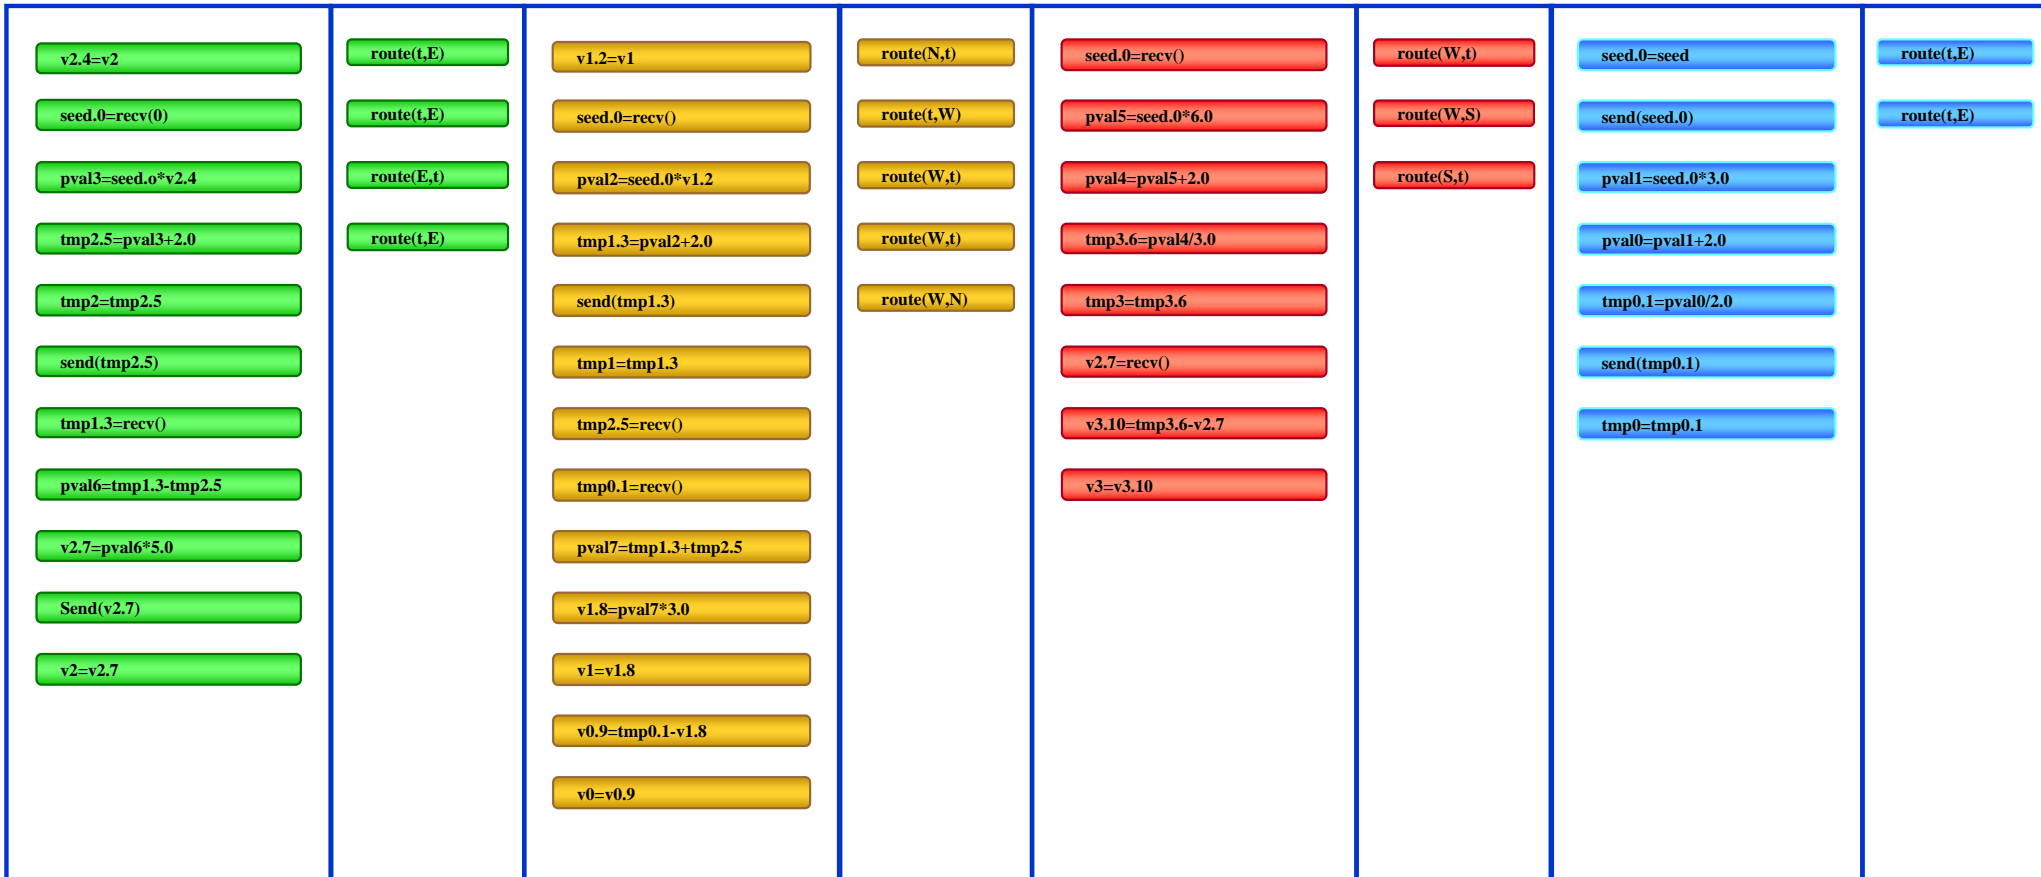 v2.4=v2
seed.0=recv(0)
pval3=seed.o*v2.4
tmp2.5=pval3+2.0
tmp2=tmp2.5
send(tmp2.5)
tmp1.3=recv()
pval6=tmp1.3-tmp2.5
v2.7=pval6*5.0
Send(v2.7)
v2=v2.7
route(t,E)
route(t,E)
route(E,t)
route(t,E)
v1.2=v1
seed.0=recv()
pval2=seed.0*v1.2
tmp1.3=pval2+2.0
send(tmp1.3)
tmp1=tmp1.3
tmp2.5=recv()
tmp0.1=recv()
pval7=tmp1.3+tmp2.5
v1.8=pval7*3.0
v1=v1.8
v0.9=tmp0.1-v1.8
v0=v0.9
route(N,t)
route(t,W)
route(W,t)
route(W,t)
route(W,N)
seed.0=recv()
pval5=seed.0*6.0
pval4=pval5+2.0
tmp3.6=pval4/3.0
tmp3=tmp3.6
v2.7=recv()
v3.10=tmp3.6-v2.7
v3=v3.10
route(W,t)
route(W,S)
route(S,t)
seed.0=seed
send(seed.0)
pval1=seed.0*3.0
pval0=pval1+2.0
tmp0.1=pval0/2.0
send(tmp0.1)
tmp0=tmp0.1
route(t,E)
route(t,E)